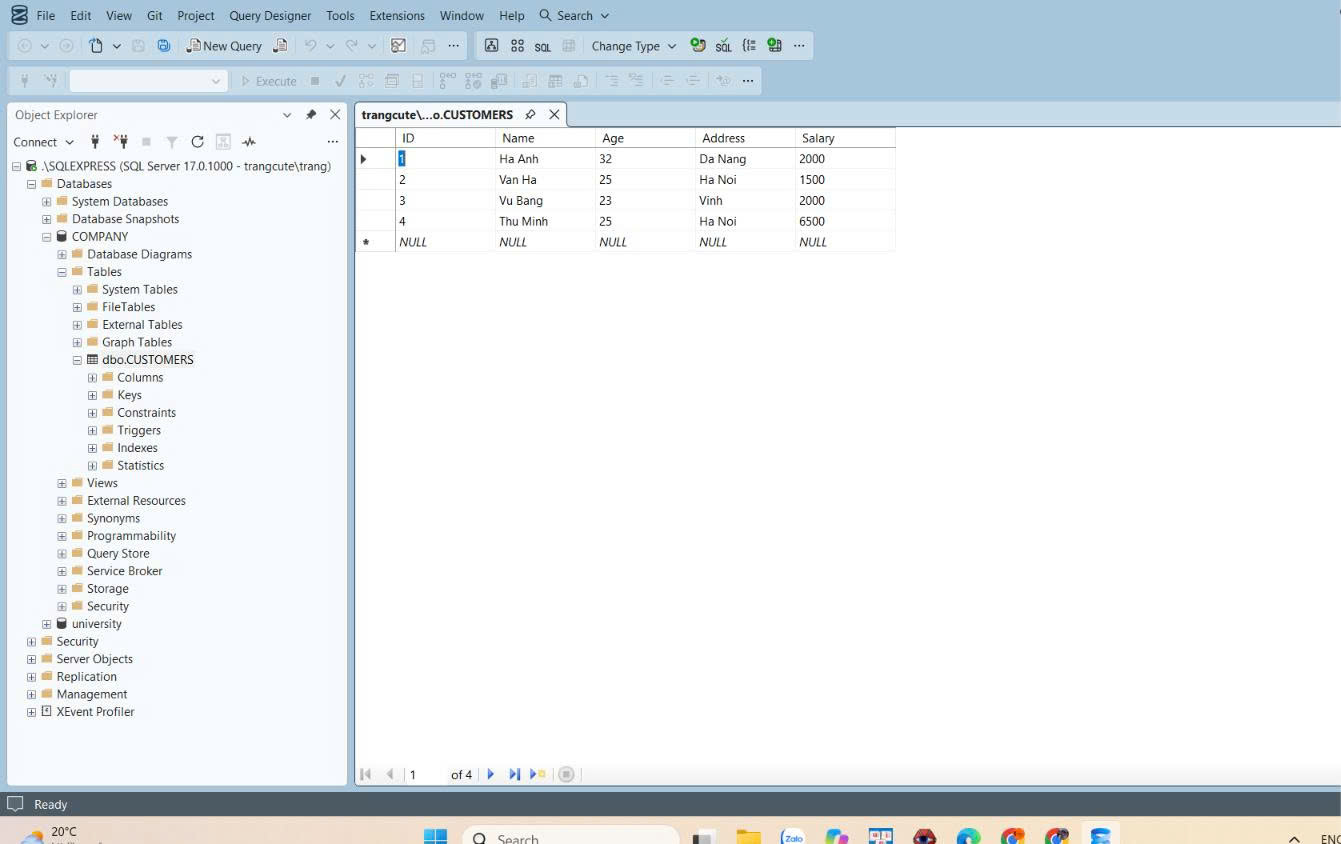 File Edit View Git Project Query Designer Tools Extensions Window Help Search
New Query SQL Change Type SQL
Execute
Object Explorer
Connect
.\SQLEXPRESS (SQL Server 17.0.1000 - trangcute\trang)
Databases
System Databases
Database Snapshots
COMPANY
Database Diagrams
Tables
System Tables
FileTables
External Tables
Graph Tables
dbo.CUSTOMERS
Columns
Keys
Constraints
Triggers
Indexes
Statistics
Views
External Resources
Synonyms
Programmability
Query Store
Service Broker
Storage
Security
university
Security
Server Objects
Replication
Management
XEvent Profiler
trangcute\...o.CUSTOMERS
ID Name Age Address Salary
1 Ha Anh 32 Da Nang 2000
2 Van Ha 25 Ha Noi 1500
3 Vu Bang 23 Vinh 2000
4 Thu Minh 25 Ha Noi 6500
* NULL NULL NULL NULL NULL
1 of 4
Ready
20°C
Search Zalo ENG